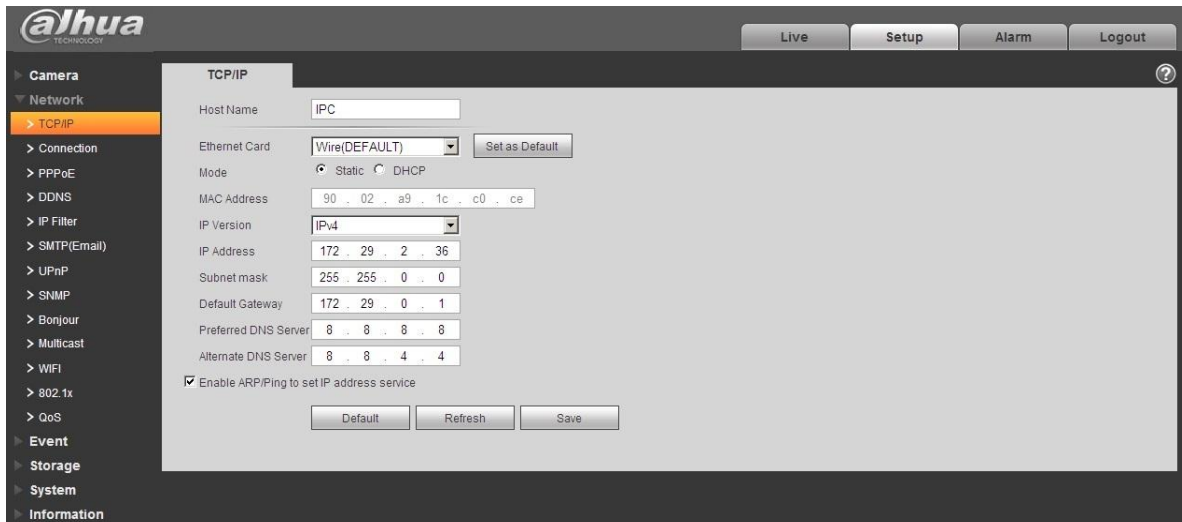 alhua
TECHNOLOGY
Live
Setup
Alarm
Logout
Camera
Network
> TCP/IP
> Connection
> PPPoE
> DDNS
> IP Filter
> SMTP(Email)
> UPnP
> SNMP
> Bonjour
> Multicast
> WIFI
> 802.1x
> QoS
Event
Storage
System
Information
TCP/IP
?
Host Name IPC
Ethernet Card Wire(DEFAULT) Set as Default
Mode Static DHCP
MAC Address 90 . 02 . a9 . 1c . c0 . ce
IP Version IPv4
IP Address 172 . 29 . 2 . 36
Subnet mask 255 . 255 . 0 . 0
Default Gateway 172 . 29 . 0 . 1
Preferred DNS Server 8 . 8 . 8 . 8
Alternate DNS Server 8 . 8 . 4 . 4
Enable ARP/Ping to set IP address service
Default Refresh Save